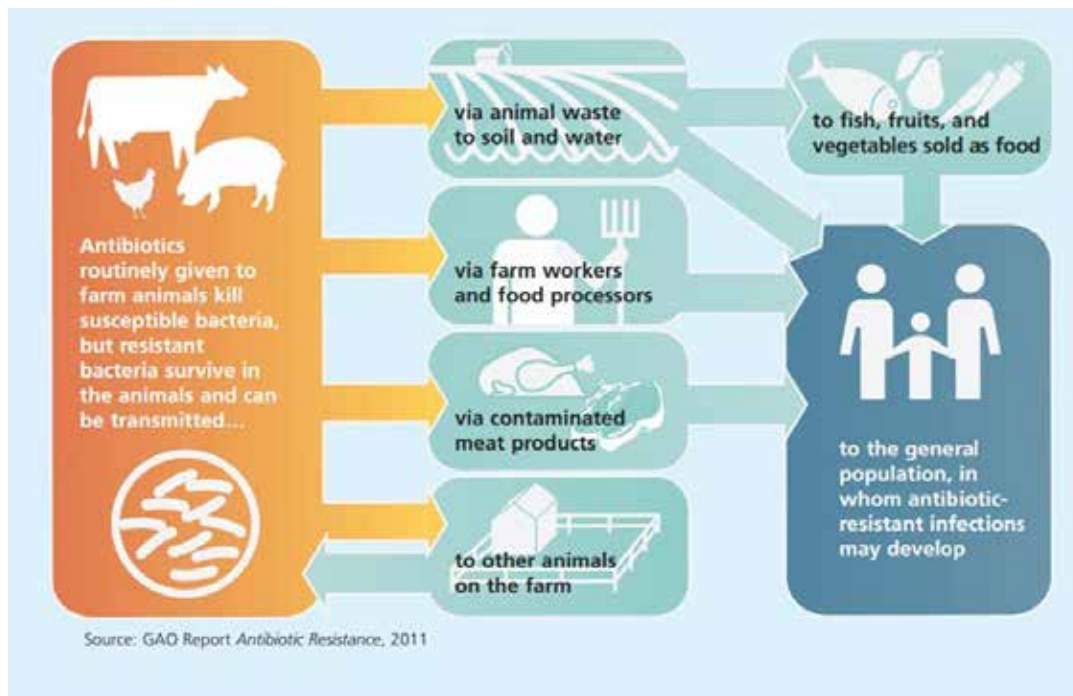 Antibiotics
routinely given to
farm animals kill
susceptible bacteria,
but resistant
bacteria survive in
the animals and can
be transmitted...
via animal waste
to soil and water
to fish, fruits, and
vegetables sold as food
via farm workers
and food processors
via contaminated
meat products
to other animals
on the farm
to the general
population, in
whom antibiotic-
resistant infections
may develop
Source: GAO Report Antibiotic Resistance, 2011